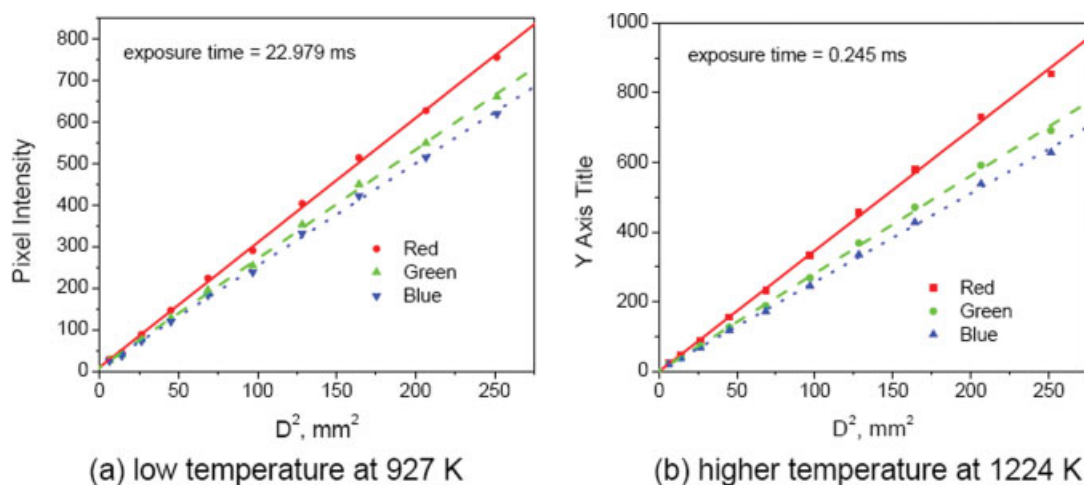 800
700
600
500
400
300
200
100
0
Pixel Intensity
exposure time = 22.979 ms
Red
Green
Blue
0 50 100 150 200 250
D², mm²
(a) low temperature at 927 K
1000
800
600
400
200
0
Y Axis Title
exposure time = 0.245 ms
Red
Green
Blue
0 50 100 150 200 250
D², mm²
(b) higher temperature at 1224 K